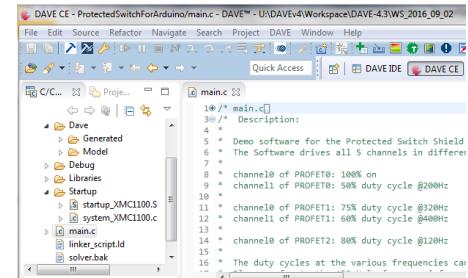 DAVE CE - ProtectedSwitchForArduino/main.c - DAVE™ - U:\DAVEv4\Workspace\DAVE-4.3\WS_2016_09_02
File Edit Source Refactor Navigate Search Project DAVE Window Help
Quick Access DAVE IDE DAVE CE
C/C... Proje...
main.c
Dave
Generated
Model
Debug
Libraries
Startup
startup_XMC1100.S
system_XMC1100.c
main.c
linker_script.ld
solver.bak
1 /* main.c
3 /* Description:
4 *
5 * Demo software for the Protected Switch Shield
6 * The Software drives all 5 channels in differe
7 *
8 * channel0 of PROFET0: 100% on
9 * channel1 of PROFET0: 50% duty cycle @200Hz
10 *
11 * channel0 of PROFET1: 75% duty cycle @320Hz
12 * channel1 of PROFET1: 60% duty cycle @400Hz
13 *
14 * channel0 of PROFET2: 80% duty cycle @120Hz
15 *
16 * The duty cycles at the various frequencies ca